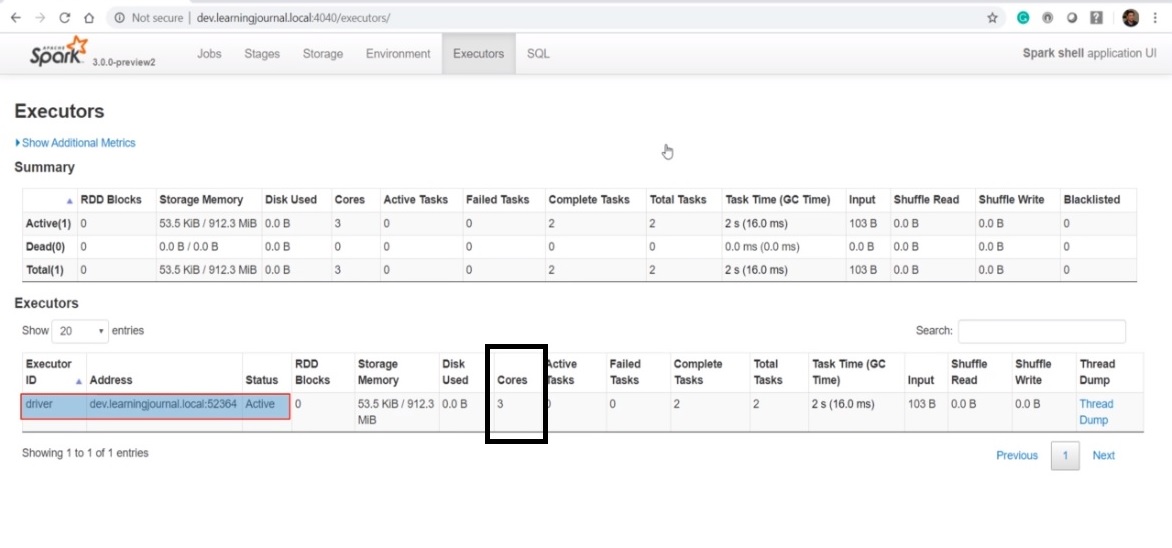 Not secure | dev.learningjournal.local:4040/executors/
APACHE Spark 3.0.0-preview2 Jobs Stages Storage Environment Executors SQL Spark shell application UI
Executors
Show Additional Metrics
Summary
RDD Blocks Storage Memory Disk Used Cores Active Tasks Failed Tasks Complete Tasks Total Tasks Task Time (GC Time) Input Shuffle Read Shuffle Write Blacklisted
Active(1) 0 53.5 KiB / 912.3 MiB 0.0 B 3 0 0 2 2 2 s (16.0 ms) 103 B 0.0 B 0.0 B 0
Dead(0) 0 0.0 B / 0.0 B 0.0 B 0 0 0 0 0 0.0 ms (0.0 ms) 0.0 B 0.0 B 0.0 B 0
Total(1) 0 53.5 KiB / 912.3 MiB 0.0 B 3 0 0 2 2 2 s (16.0 ms) 103 B 0.0 B 0.0 B 0
Executors
Show 20 entries Search:
Executor RDD Storage Disk Active Failed Complete Total Task Time (GC Shuffle Shuffle Thread
ID Address Status Blocks Memory Used Cores Tasks Tasks Tasks Tasks Time) Input Read Write Dump
driver dev.learningjournal.local:52364 Active 0 53.5 KiB / 912.3 0.0 B 3 0 0 2 2 2 s (16.0 ms) 103 B 0.0 B 0.0 B Thread
MiB Dump
Showing 1 to 1 of 1 entries Previous 1 Next